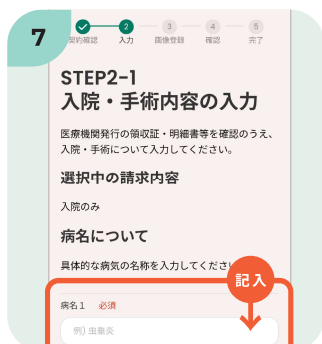 7
2 3 4 5
契約確認 入力 画像登録 確認 完了
STEP2-1
入院・手術内容の入力
医療機関発行の領収証・明細書等を確認のうえ、
入院・手術について入力してください。
選択中の請求内容
入院のみ
病名について
具体的な病気の名称を入力してくださ
記入
病名1 必須
例) 虫垂炎